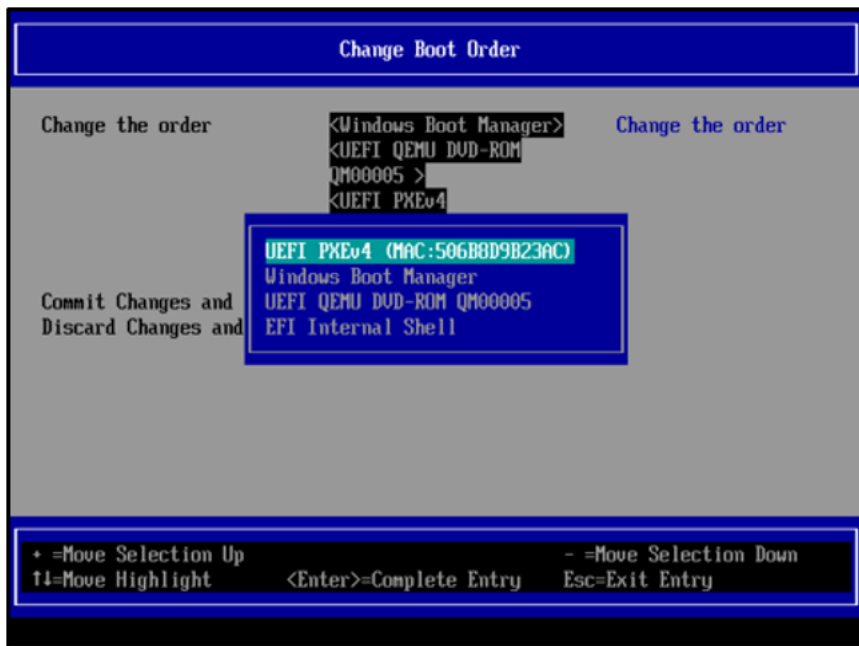 Change Boot Order
Change the order <Windows Boot Manager> Change the order
<UEFI QEMU DVD-ROM
QM00005 >
<UEFI PXEv4
UEFI PXEv4 (MAC:506B8D9B23AC)
Windows Boot Manager
Commit Changes and UEFI QEMU DVD-ROM QM00005
Discard Changes and EFI Internal Shell
+ =Move Selection Up - =Move Selection Down
↑↓=Move Highlight <Enter>=Complete Entry Esc=Exit Entry